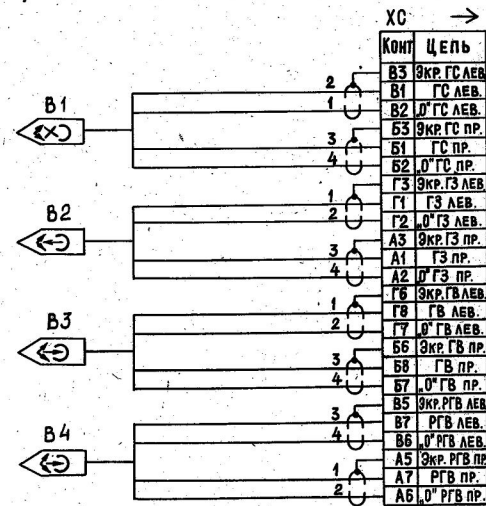 XC →
Конт Цепь
В3 Экр. ГС ЛЕВ.
2 В1 ГС ЛЕВ.
В1 1 В2 „0" ГС ЛЕВ.
Б3 Экр. ГС ПР.
3 Б1 ГС ПР.
4 Б2 „0" ГС ПР.
Г3 Экр. ГЗ ЛЕВ.
1 Г1 ГЗ ЛЕВ.
В2 2 Г2 „0" ГЗ ЛЕВ.
А3 Экр. ГЗ ПР.
3 А1 ГЗ ПР.
4 А2 „0" ГЗ ПР.
Г6 Экр. ГВ ЛЕВ.
1 Г8 ГВ ЛЕВ.
В3 2 Г7 „0" ГВ ЛЕВ.
Б6 Экр. ГВ ПР.
3 Б8 ГВ ПР.
4 Б7 „0" ГВ ПР.
В5 Экр. РГВ ЛЕВ.
3 В7 РГВ ЛЕВ.
В4 4 В6 „0" РГВ ЛЕВ.
А5 Экр. РГВ ПР.
1 А7 РГВ ПР.
2 А6 „0" РГВ ПР.